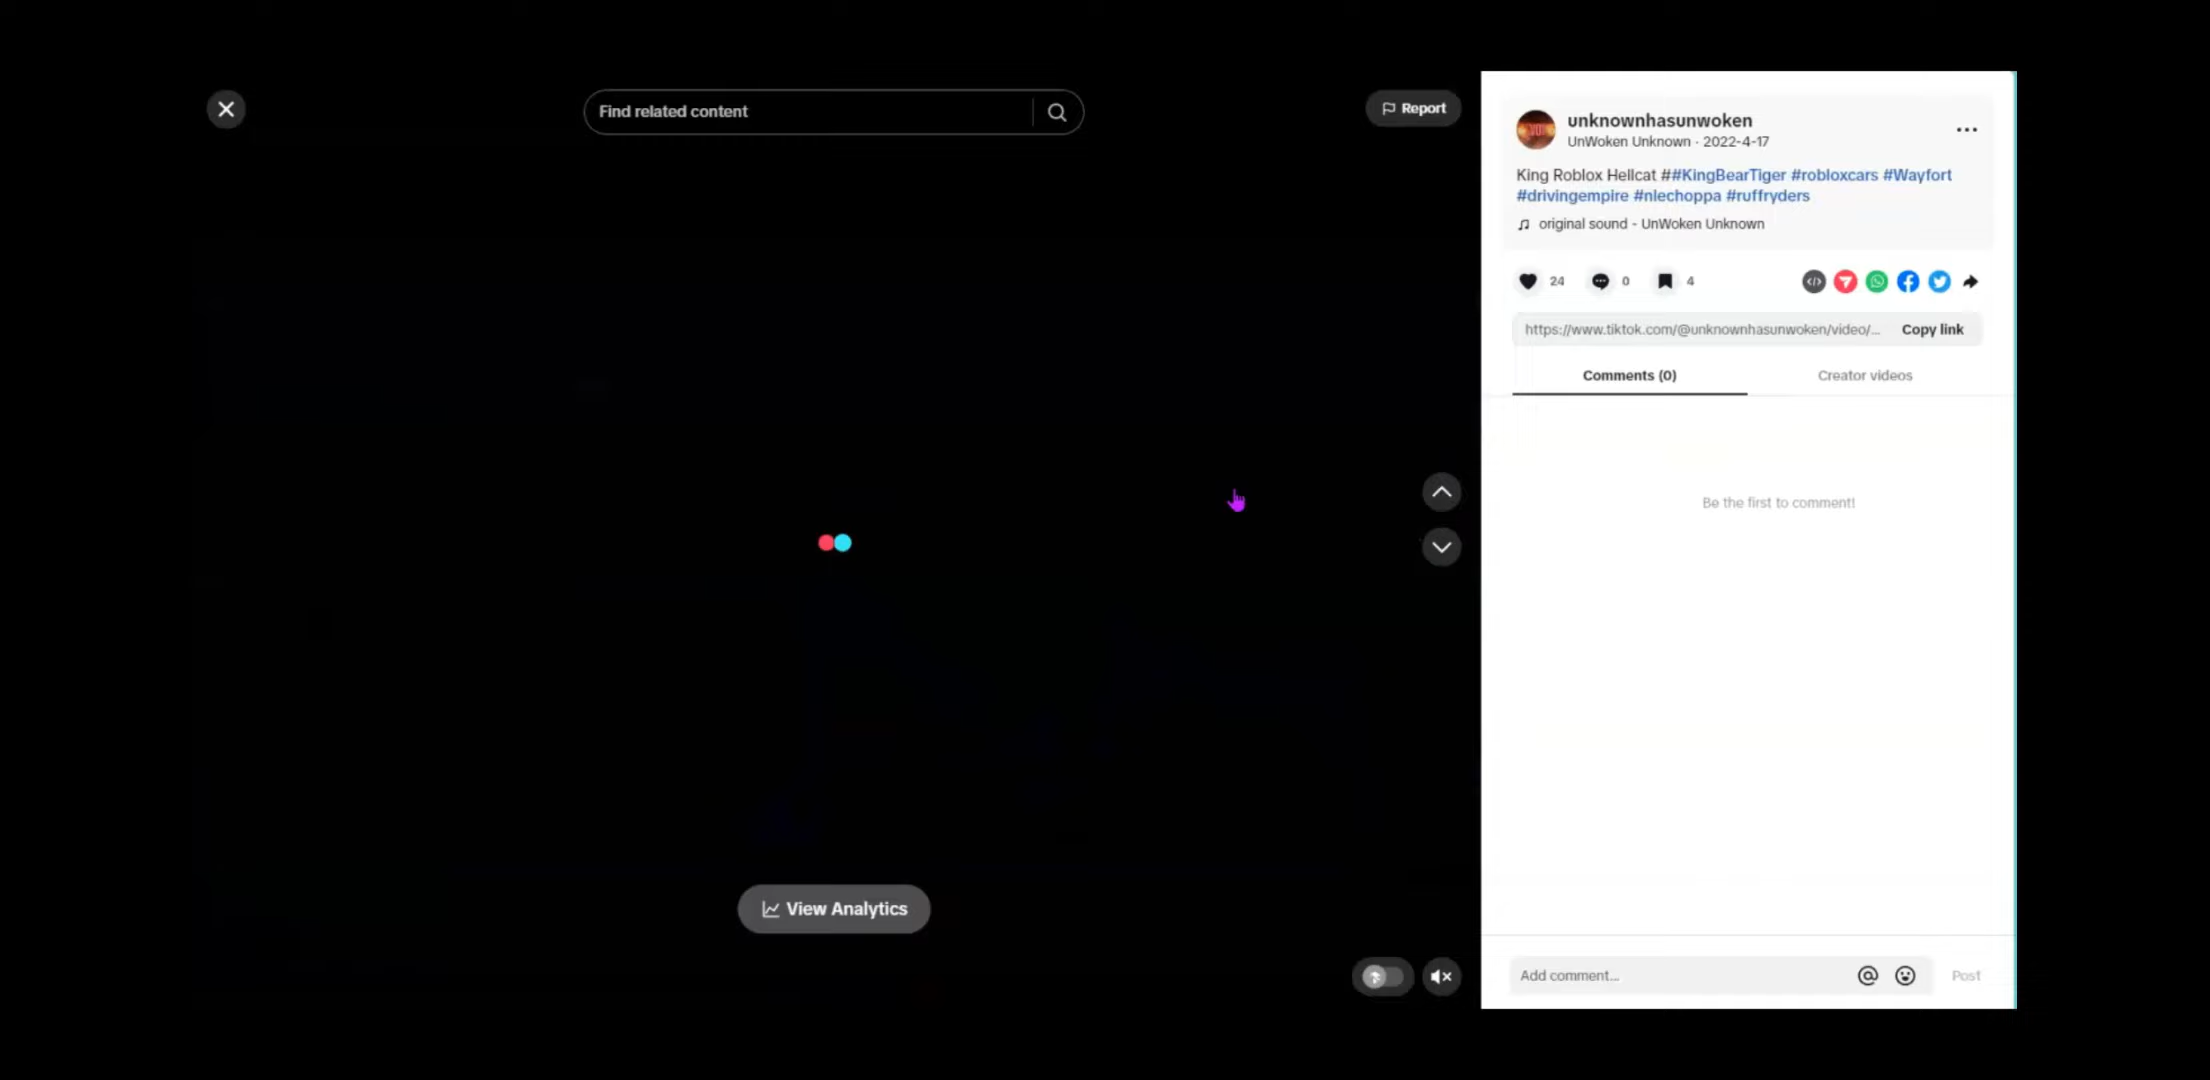 Find related content
Report
unknownhasunwoken
UnWoken Unknown · 2022-4-17
King Roblox Hellcat ##KingBearTiger #robloxcars #Wayfort
#drivingempire #nlechoppa #ruffryders
original sound - UnWoken Unknown
24 0 4
https://www.tiktok.com/@unknownhasunwoken/video/... Copy link
Comments (0) Creator videos
Be the first to comment!
View Analytics
Add comment... Post